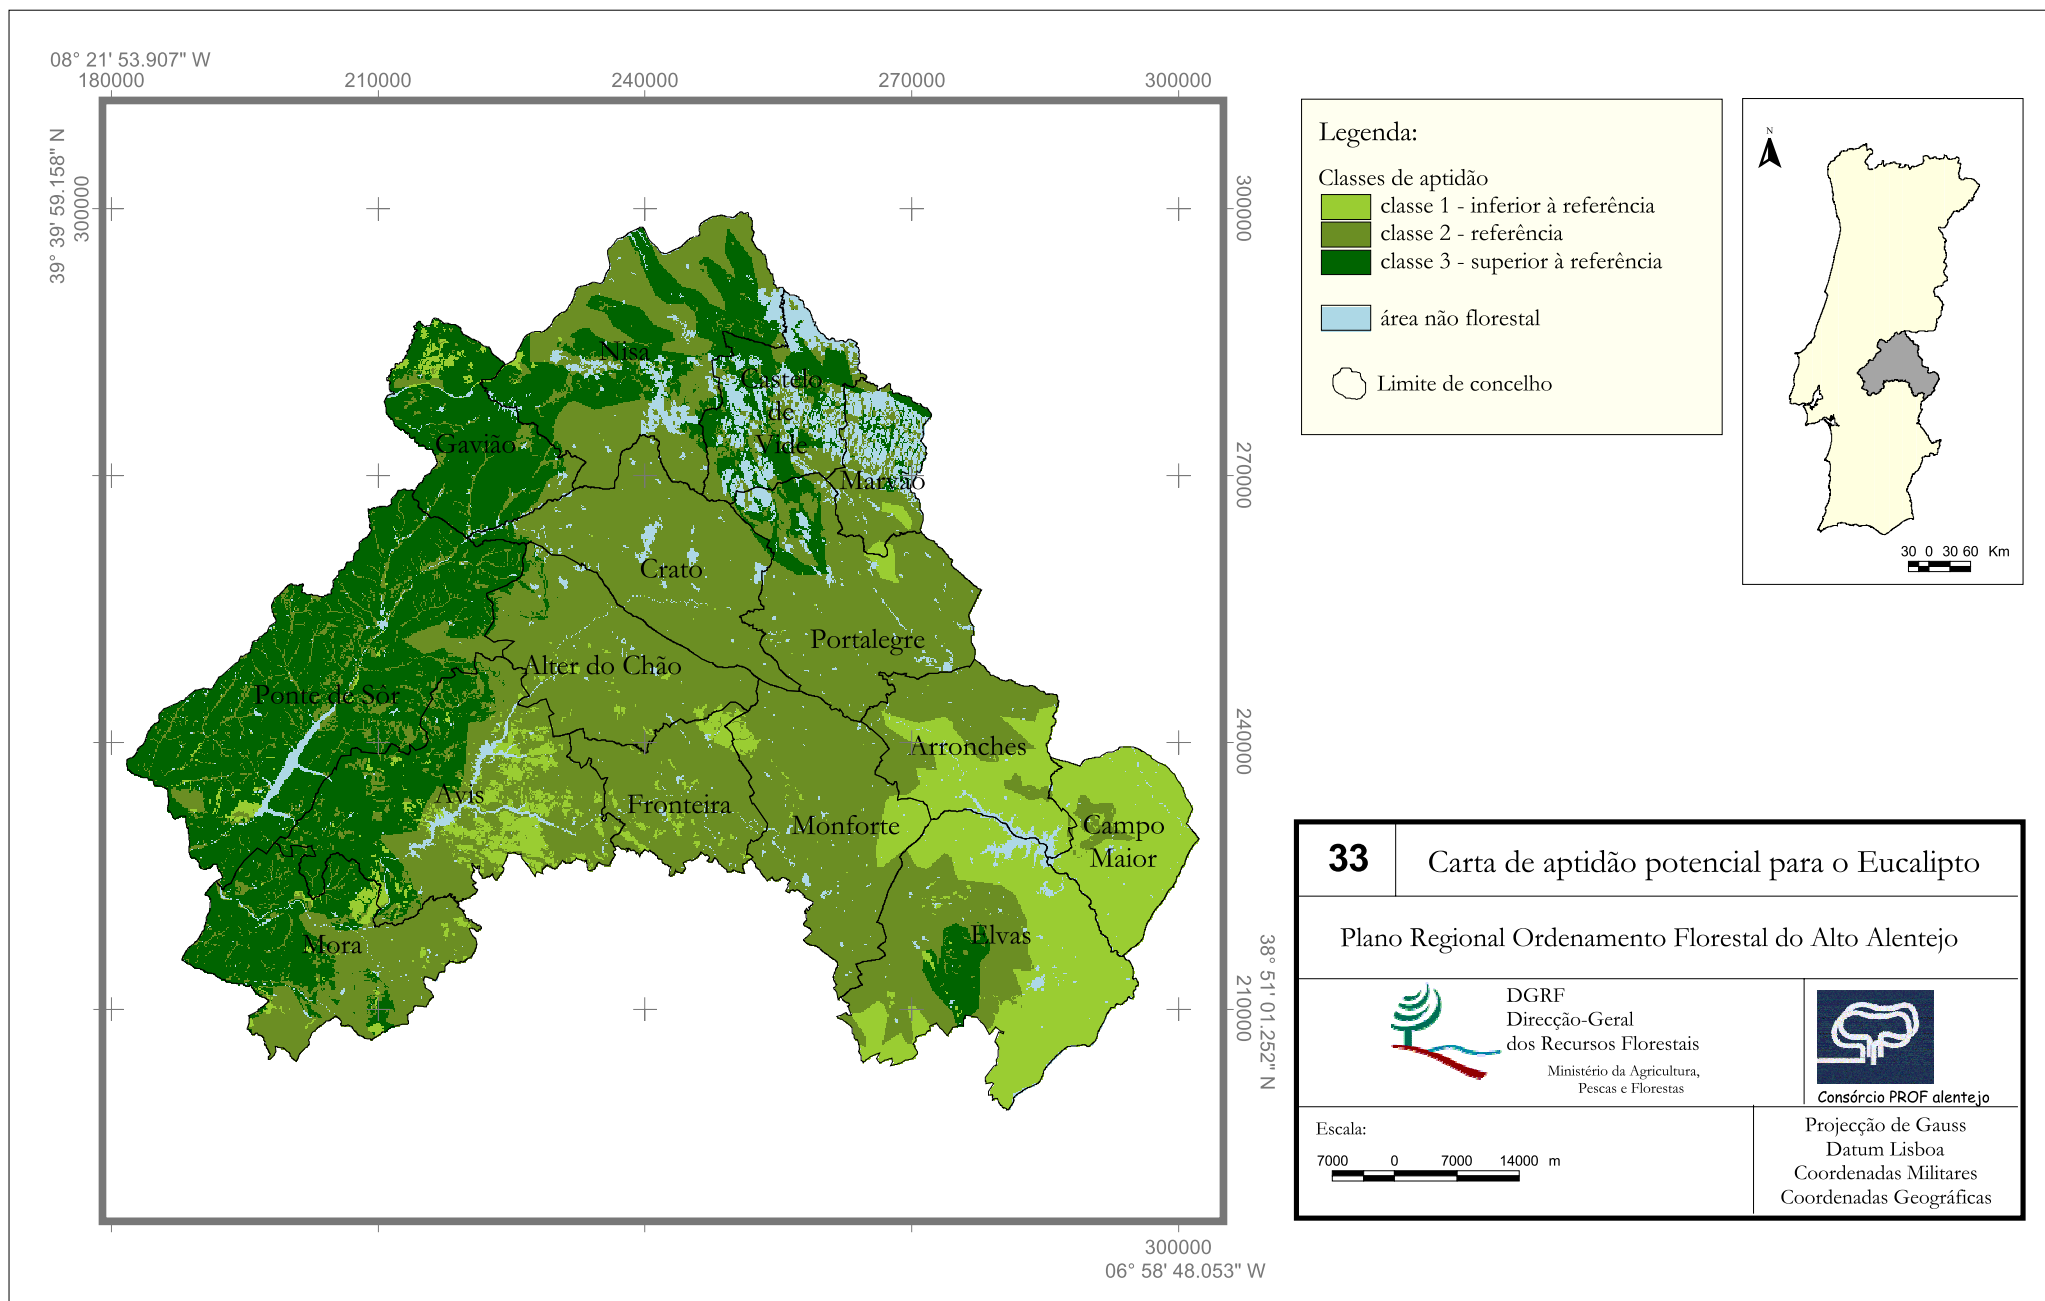 08° 21' 53.907" W
180000
210000
240000
270000
300000
39° 39' 59.158" N
300000
300000
270000
240000
210000
38° 51' 01.252" N
300000
06° 58' 48.053" W
Nisa
Castelo
de
Vide
Gavião
Marvão
Crato
Portalegre
Alter do Chão
Ponte de Sôr
Arronches
Avis
Fronteira
Monforte
Campo
Maior
Elvas
Mora
Legenda:
Classes de aptidão
classe 1 - inferior à referência
classe 2 - referência
classe 3 - superior à referência
área não florestal
Limite de concelho
N
30 0 30 60 Km
33
Carta de aptidão potencial para o Eucalipto
Plano Regional Ordenamento Florestal do Alto Alentejo
DGRF
Direcção-Geral
dos Recursos Florestais
Ministério da Agricultura,
Pescas e Florestas
Consórcio PROF alentejo
Escala:
7000 0 7000 14000 m
Projecção de Gauss
Datum Lisboa
Coordenadas Militares
Coordenadas Geográficas